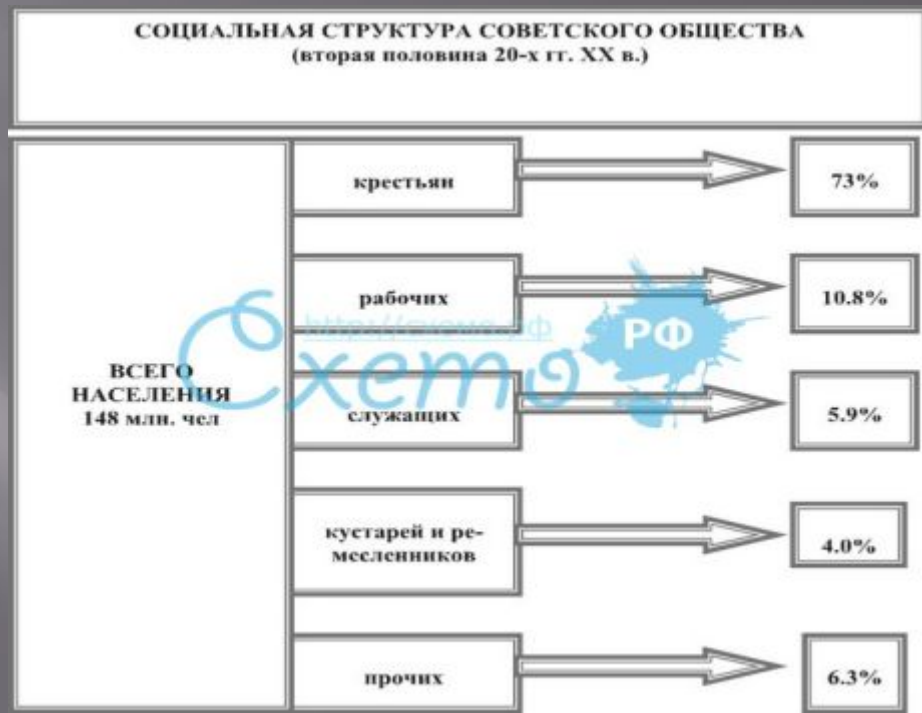 СОЦИАЛЬНАЯ СТРУКТУРА СОВЕТСКОГО ОБЩЕСТВА
(вторая половина 20-х гг. XX в.)
крестьян
73%
рабочих
10.8%
РФ
Схемо
ВСЕГО
НАСЕЛЕНИЯ
148 млн. чел
служащих
5.9%
кустарей и ре-
месленников
4.0%
прочих
6.3%